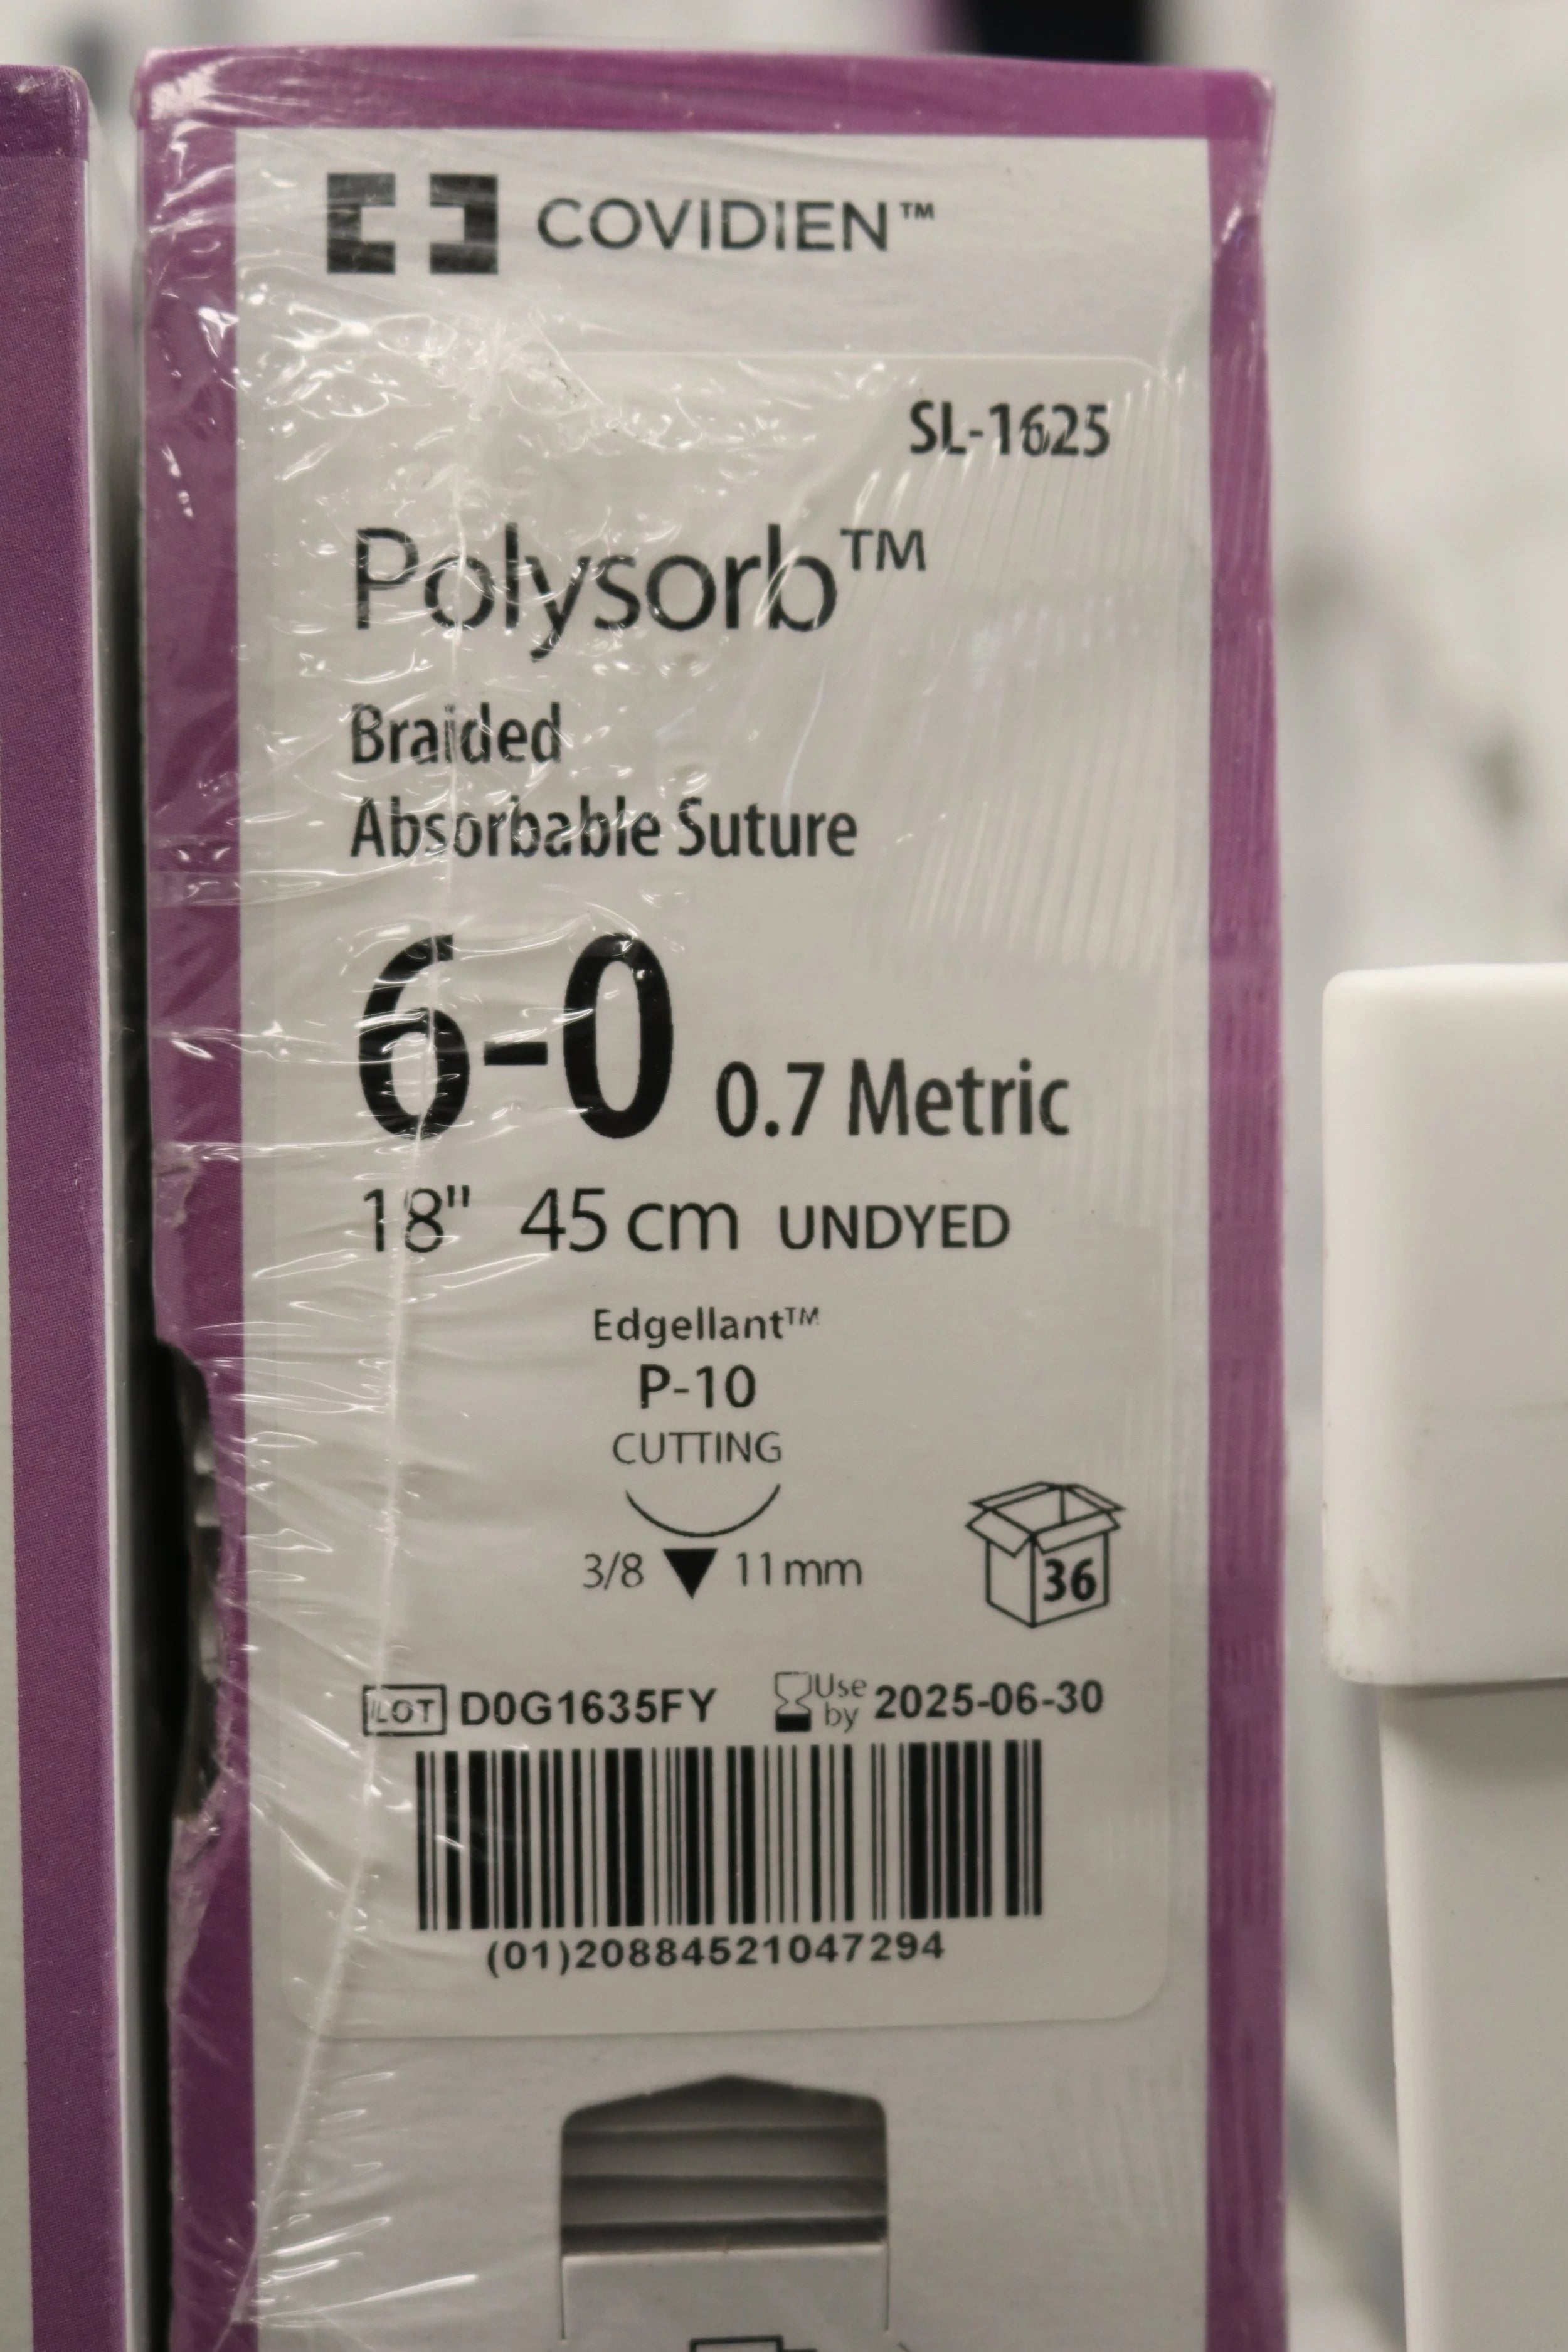 COVIDIEN™
SL-1625
Polysorb™
Braided
Absorbable Suture
6-0 0.7 Metric
18" 45 cm UNDYED
Edgellant™
P-10
CUTTING
3/8 11 mm
36
LOT D0G1635FY Use by 2025-06-30
(01)20884521047294